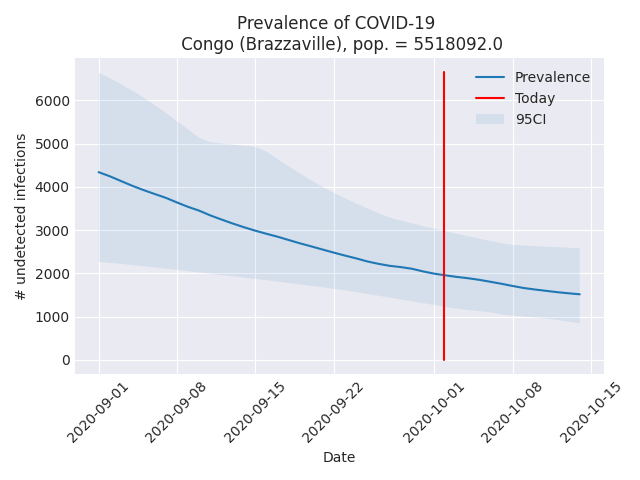 Prevalence of COVID-19
Congo (Brazzaville), pop. = 5518092.0
Prevalence
Today
95CI
# undetected infections
6000
5000
4000
3000
2000
1000
0
2020-09-01
2020-09-08
2020-09-15
2020-09-22
2020-10-01
2020-10-08
2020-10-15
Date